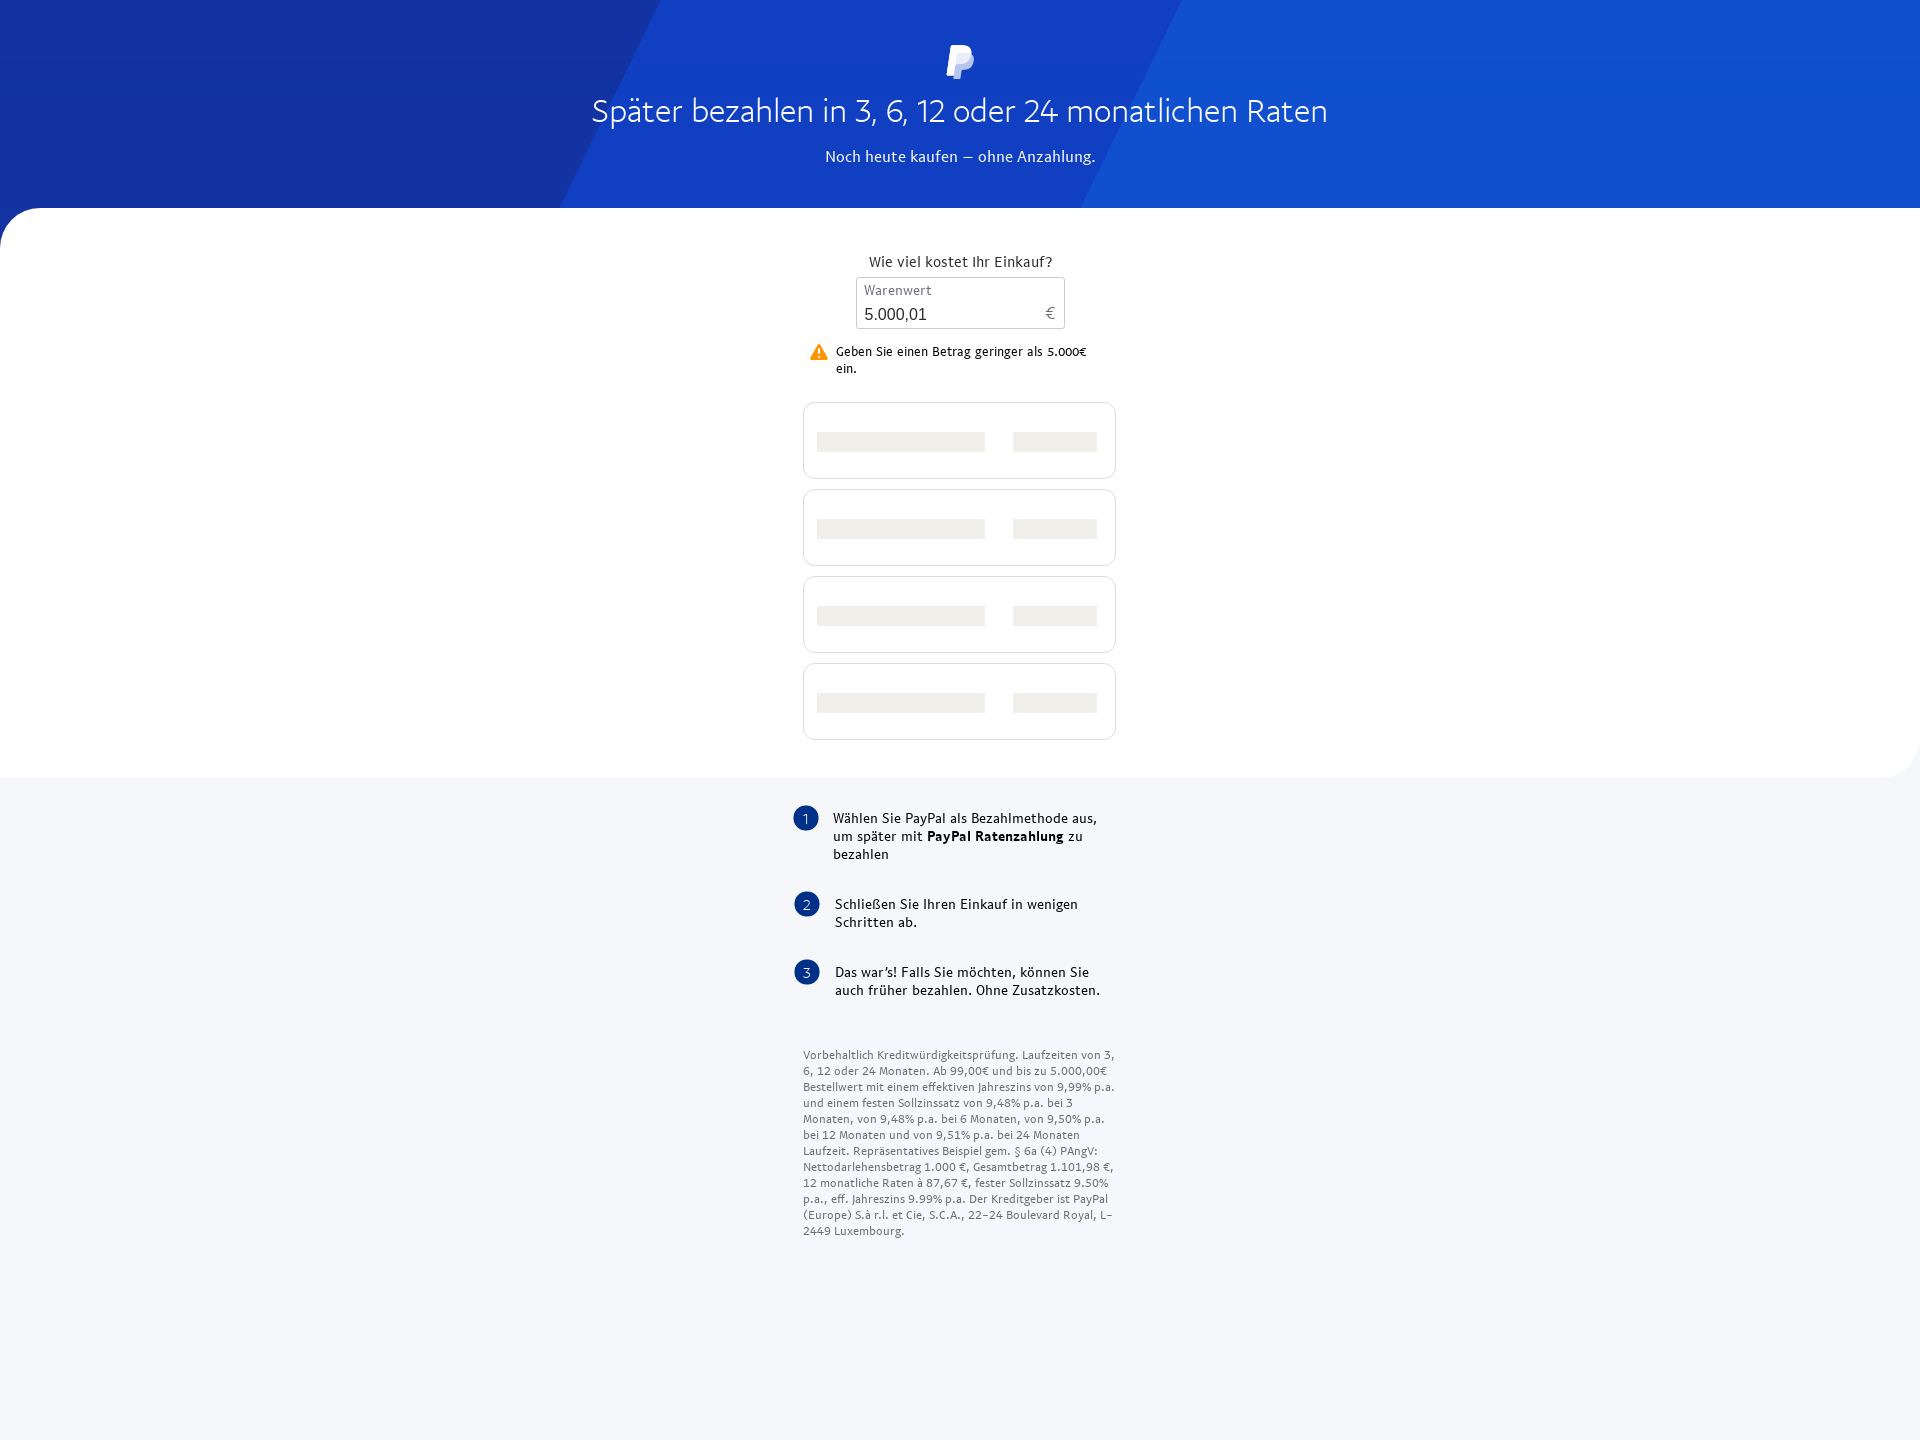 Später bezahlen in 3, 6, 12 oder 24 monatlichen Raten
Noch heute kaufen – ohne Anzahlung.
Wie viel kostet Ihr Einkauf?
Warenwert
5.000,01 €
Geben Sie einen Betrag geringer als 5.000€
ein.
1 Wählen Sie PayPal als Bezahlmethode aus,
um später mit PayPal Ratenzahlung zu
bezahlen
2 Schließen Sie Ihren Einkauf in wenigen
Schritten ab.
3 Das war’s! Falls Sie möchten, können Sie
auch früher bezahlen. Ohne Zusatzkosten.
Vorbehaltlich Kreditwürdigkeitsprüfung. Laufzeiten von 3,
6, 12 oder 24 Monaten. Ab 99,00€ und bis zu 5.000,00€
Bestellwert mit einem effektiven Jahreszins von 9,99% p.a.
und einem festen Sollzinssatz von 9,48% p.a. bei 3
Monaten, von 9,48% p.a. bei 6 Monaten, von 9,50% p.a.
bei 12 Monaten und von 9,51% p.a. bei 24 Monaten
Laufzeit. Repräsentatives Beispiel gem. § 6a (4) PAngV:
Nettodarlehensbetrag 1.000 €, Gesamtbetrag 1.101,98 €,
12 monatliche Raten à 87,67 €, fester Sollzinssatz 9.50%
p.a., eff. Jahreszins 9.99% p.a. Der Kreditgeber ist PayPal
(Europe) S.à r.l. et Cie, S.C.A., 22-24 Boulevard Royal, L-
2449 Luxembourg.